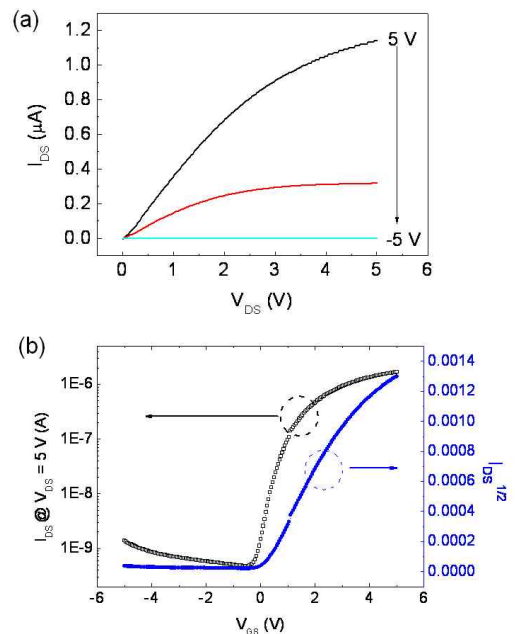 (a)
1.2
1.0
0.8
0.6
0.4
0.2
0.0
I_DS (μA)
5 V
-5 V
0 1 2 3 4 5 6
V_DS (V)
(b)
1E-6
1E-7
1E-8
1E-9
I_DS @ V_DS = 5 V (A)
0.0014
0.0012
0.0010
0.0008
0.0006
0.0004
0.0002
0.0000
I_DS^1/2
-6 -4 -2 0 2 4 6
V_GS (V)